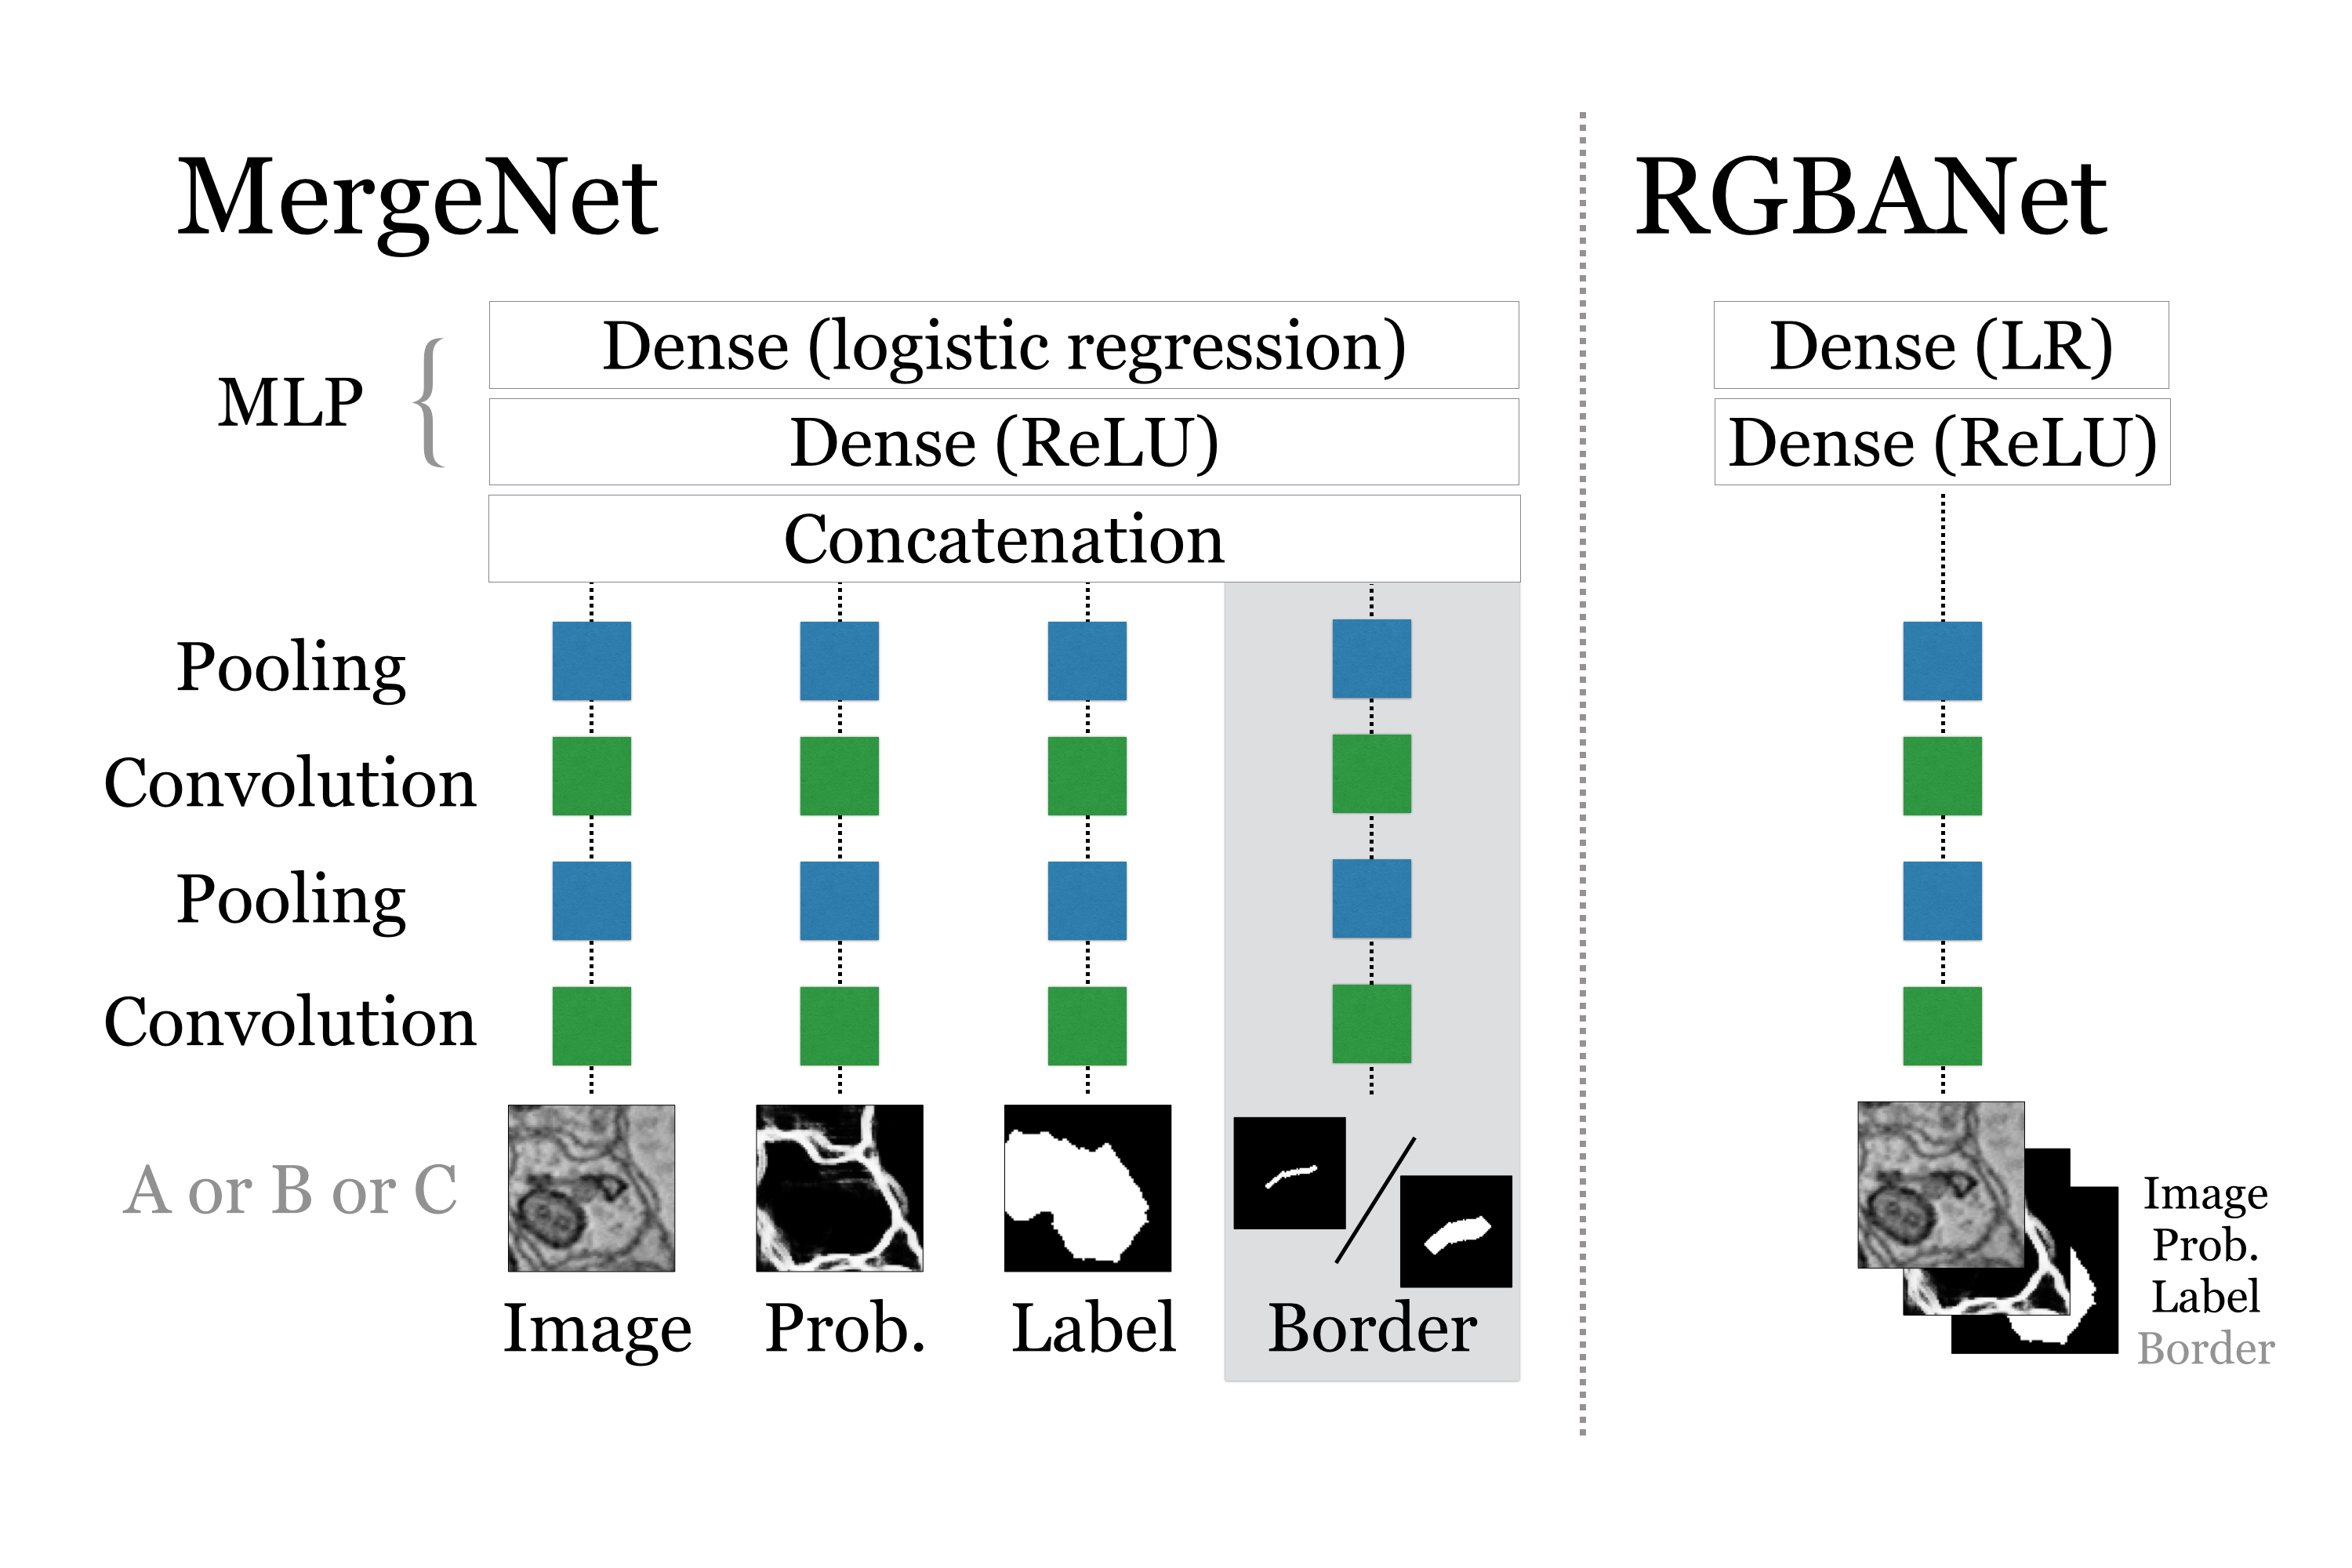 MergeNet
MLP
Dense (logistic regression)
Dense (ReLU)
Concatenation
Pooling
Convolution
Pooling
Convolution
A or B or C
Image
Prob.
Label
Border
RGBANet
Dense (LR)
Dense (ReLU)
Image
Prob.
Label
Border